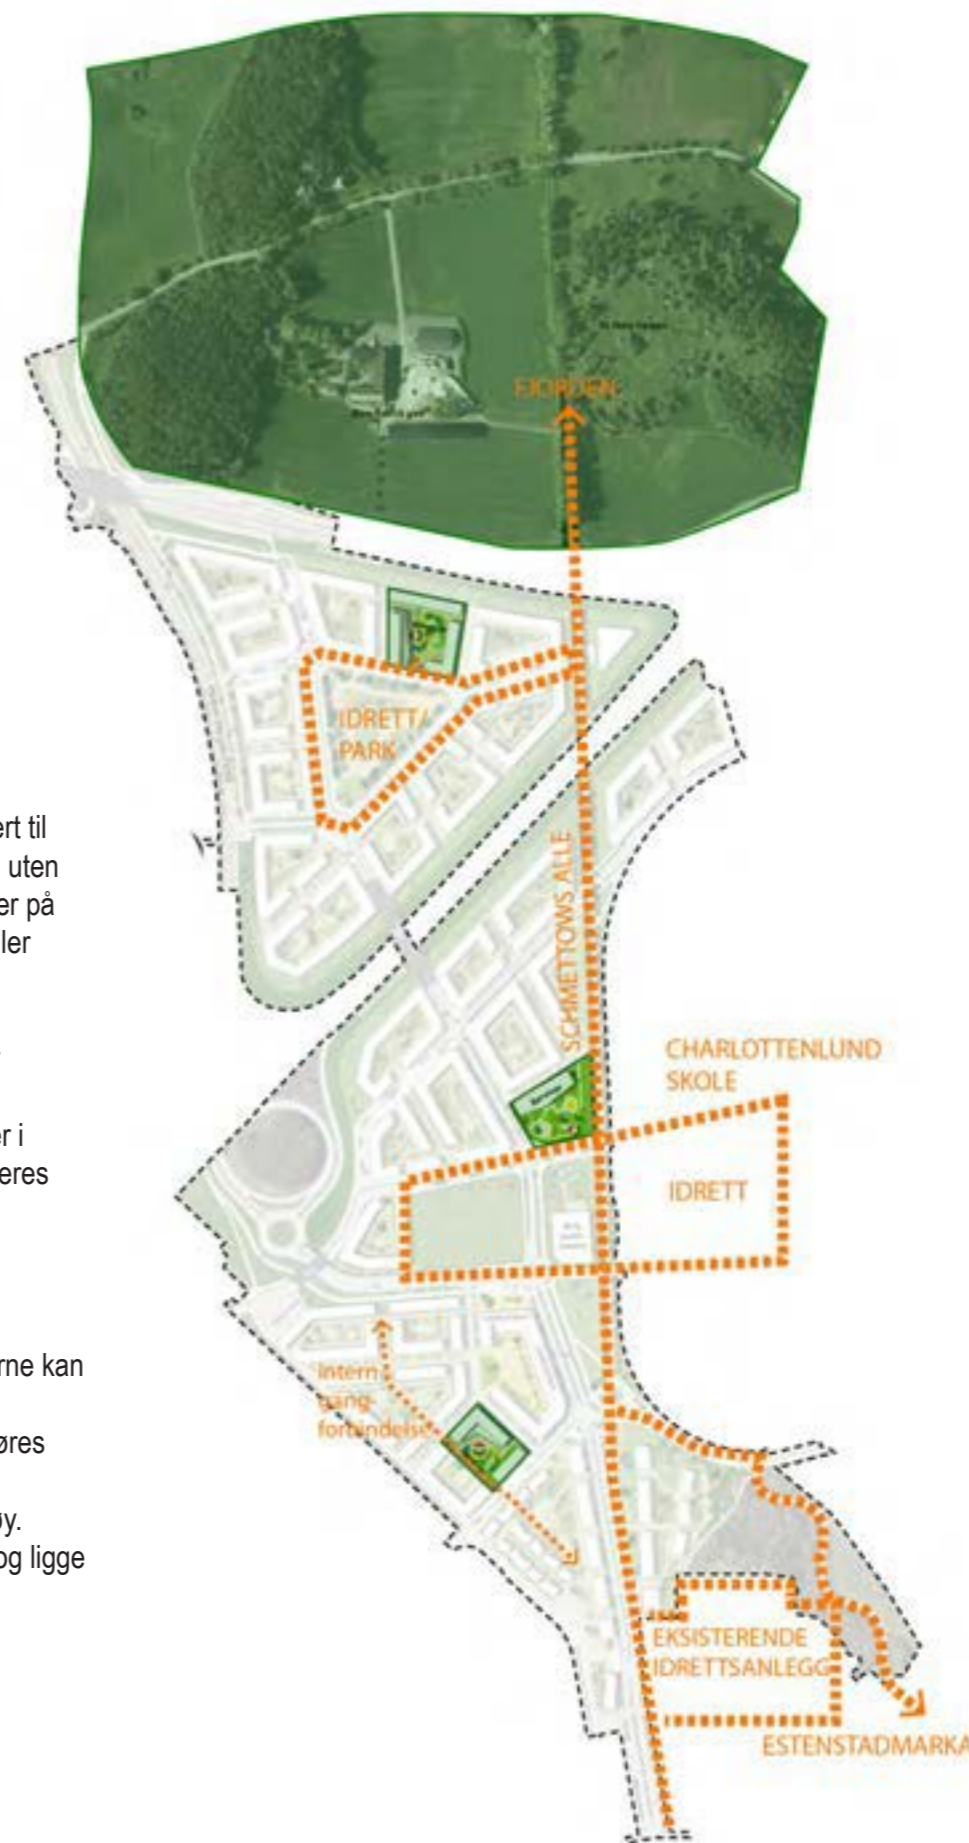 FJORDEN
IDRETT/
PARK
ert til
uten
er på
ler
SCHMETTOWS ALLE
CHARLOTTENLUND
SKOLE
er i
eres
IDRETT
rne kan
Intern
gang-
forbindelse
øres
øy.
og ligge
EKSISTERENDE
IDRETTSANLEGG
ESTENSTADMARKA